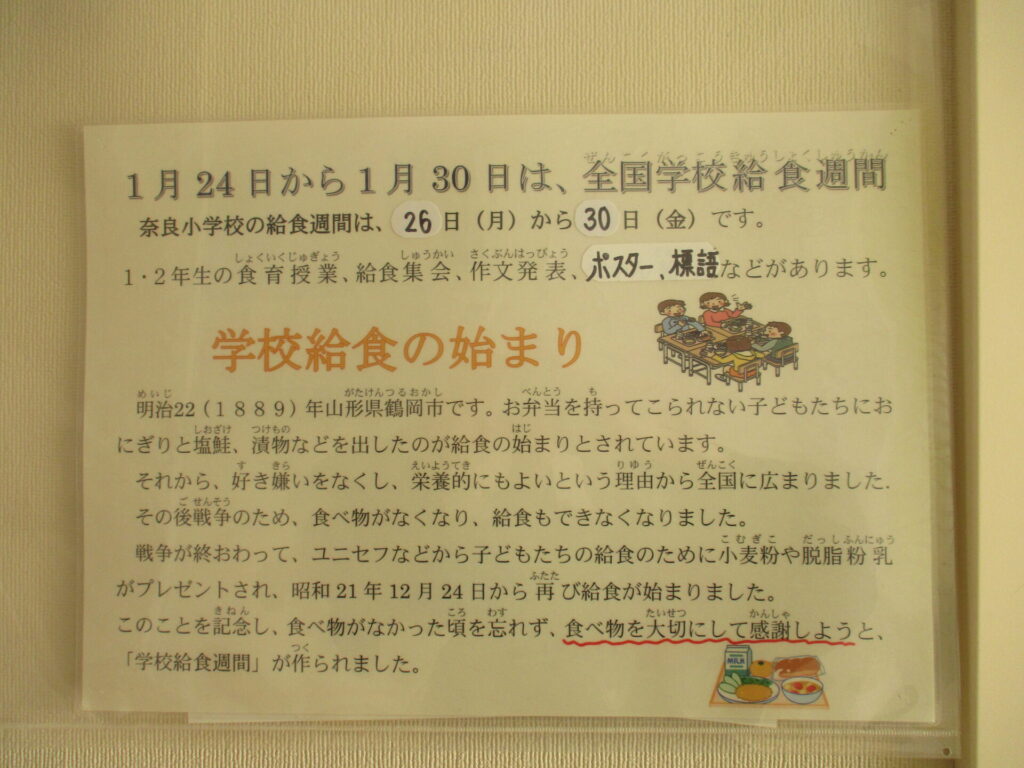 1月24日から1月30日は、全国学校給食週間
奈良小学校の給食週間は、26日（月）から30日（金）です。
1・2年生の食育授業、給食集会、作文発表、ポスター、標語などがあります。
学校給食の始まり
明治22（1889）年山形県鶴岡市です。お弁当を持ってこられない子どもたちにお
にぎりと塩鮭、漬物などを出したのが給食の始まりとされています。
それから、好き嫌いをなくし、栄養的にもよいという理由から全国に広まりました.
その後戦争のため、食べ物がなくなり、給食もできなくなりました。
戦争が終おわって、ユニセフなどから子どもたちの給食のために小麦粉や脱脂粉乳
がプレゼントされ、昭和21年12月24日から再び給食が始まりました。
このことを記念し、食べ物がなかった頃を忘れず、食べ物を大切にして感謝しようと、
「学校給食週間」が作られました。
MILK